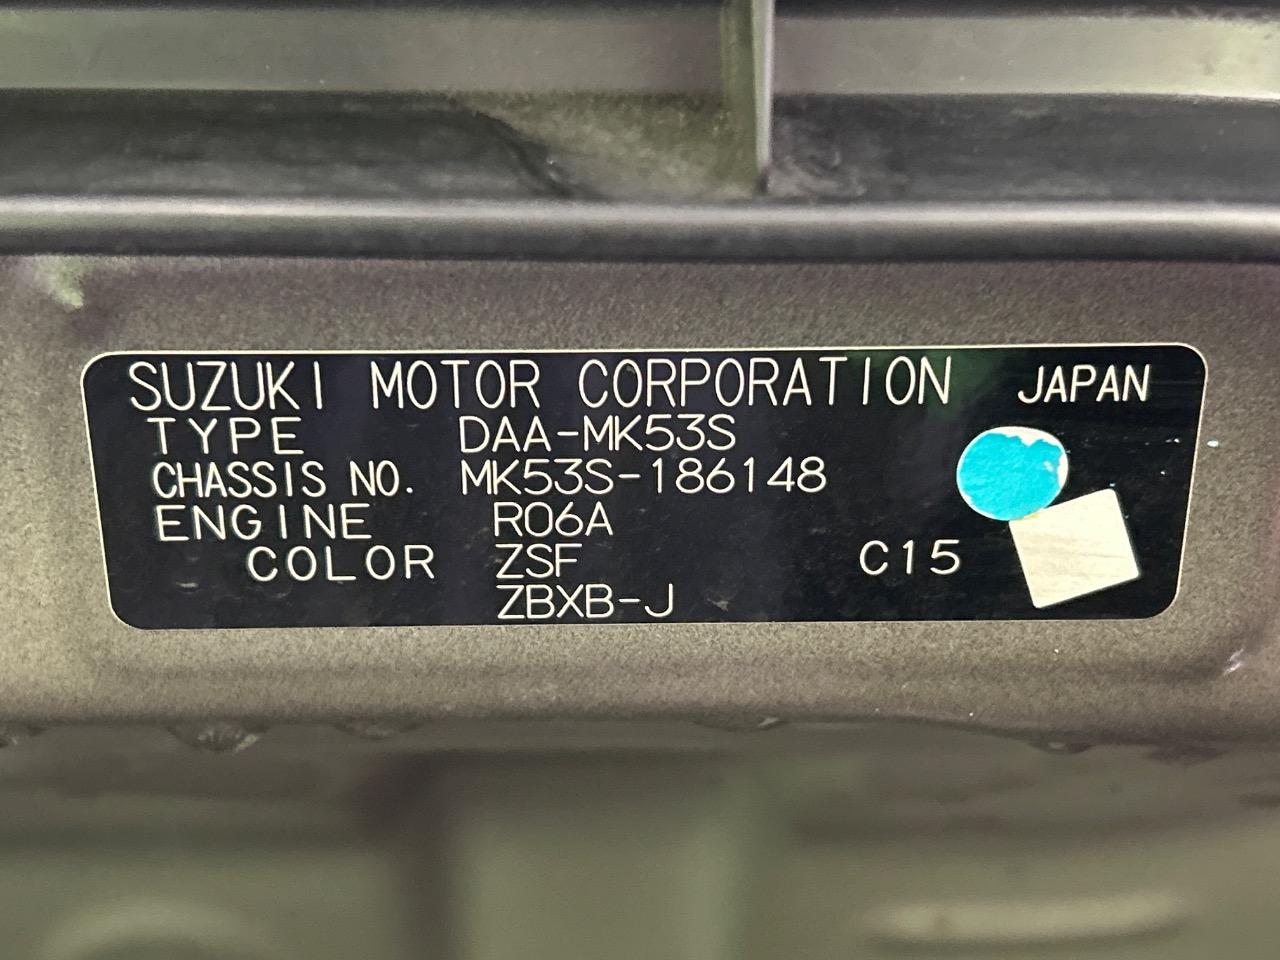 SUZUKI MOTOR CORPORATION JAPAN
TYPE DAA-MK53S
CHASSIS NO. MK53S-186148
ENGINE R06A
COLOR ZSF C15
ZBXB-J